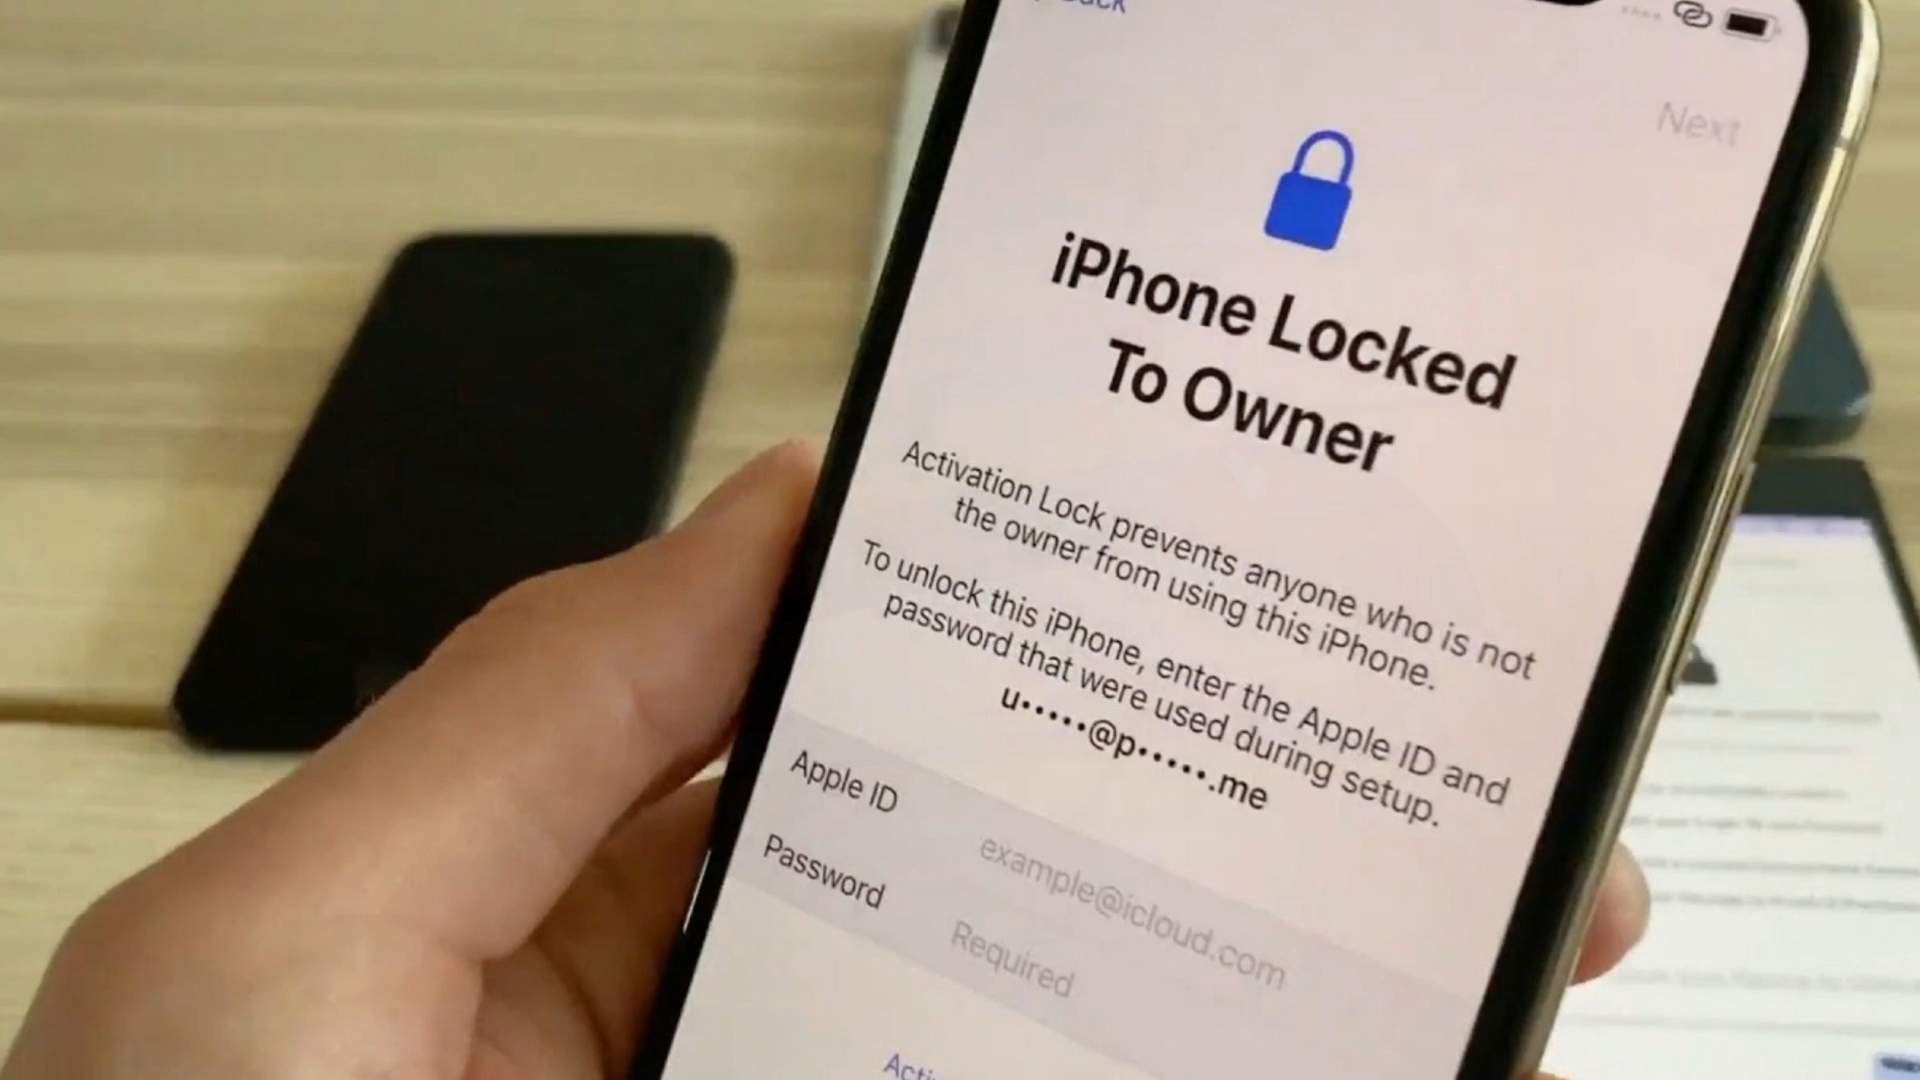 Next
iPhone Locked
To Owner
Activation Lock prevents anyone who is not
the owner from using this iPhone.
To unlock this iPhone, enter the Apple ID and
password that were used during setup.
u•••••@p•••••.me
Apple ID
example@icloud.com
Password
Required